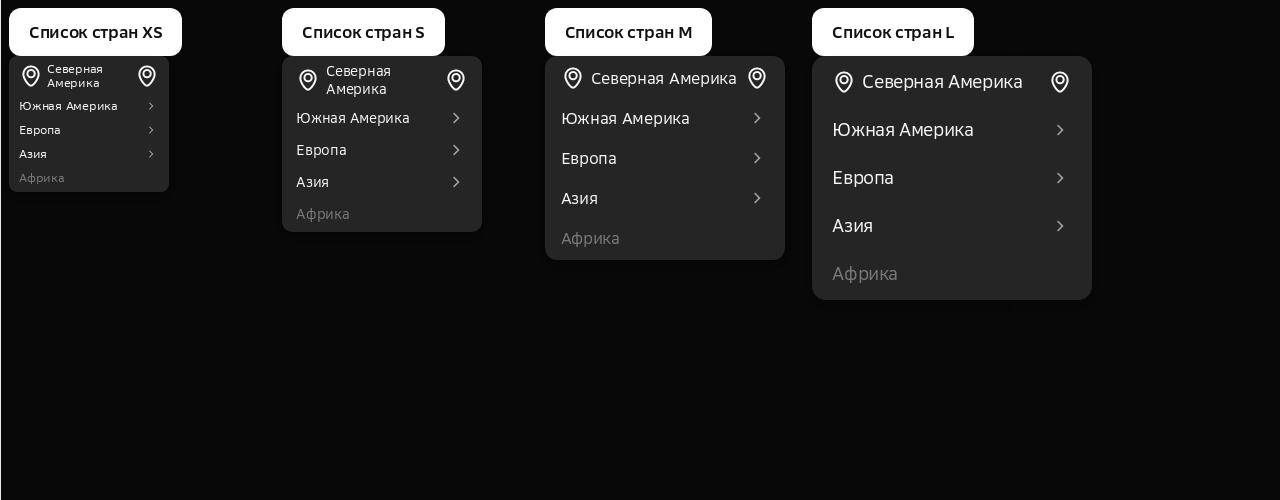 Список стран XS
Северная
Америка
Южная Америка
Европа
Азия
Африка
Список стран S
Северная
Америка
Южная Америка
Европа
Азия
Африка
Список стран M
Северная Америка
Южная Америка
Европа
Азия
Африка
Список стран L
Северная Америка
Южная Америка
Европа
Азия
Африка